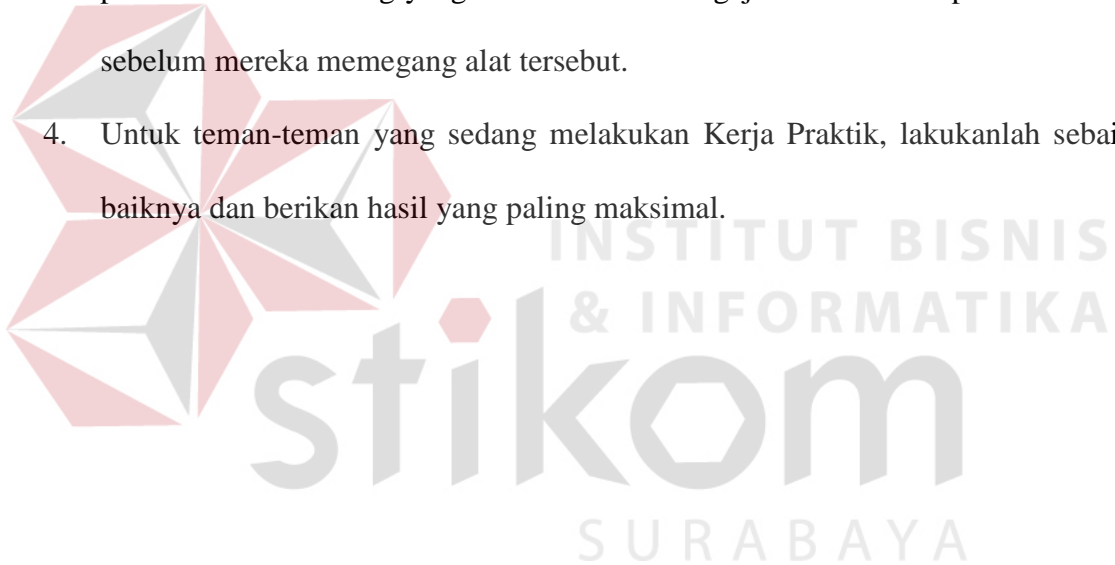 sebelum mereka memegang alat tersebut.
4. Untuk teman-teman yang sedang melakukan Kerja Praktik, lakukanlah sebai
baiknya dan berikan hasil yang paling maksimal.
INSTITUT BISNIS
& INFORMATIKA
stikom
SURABAYA